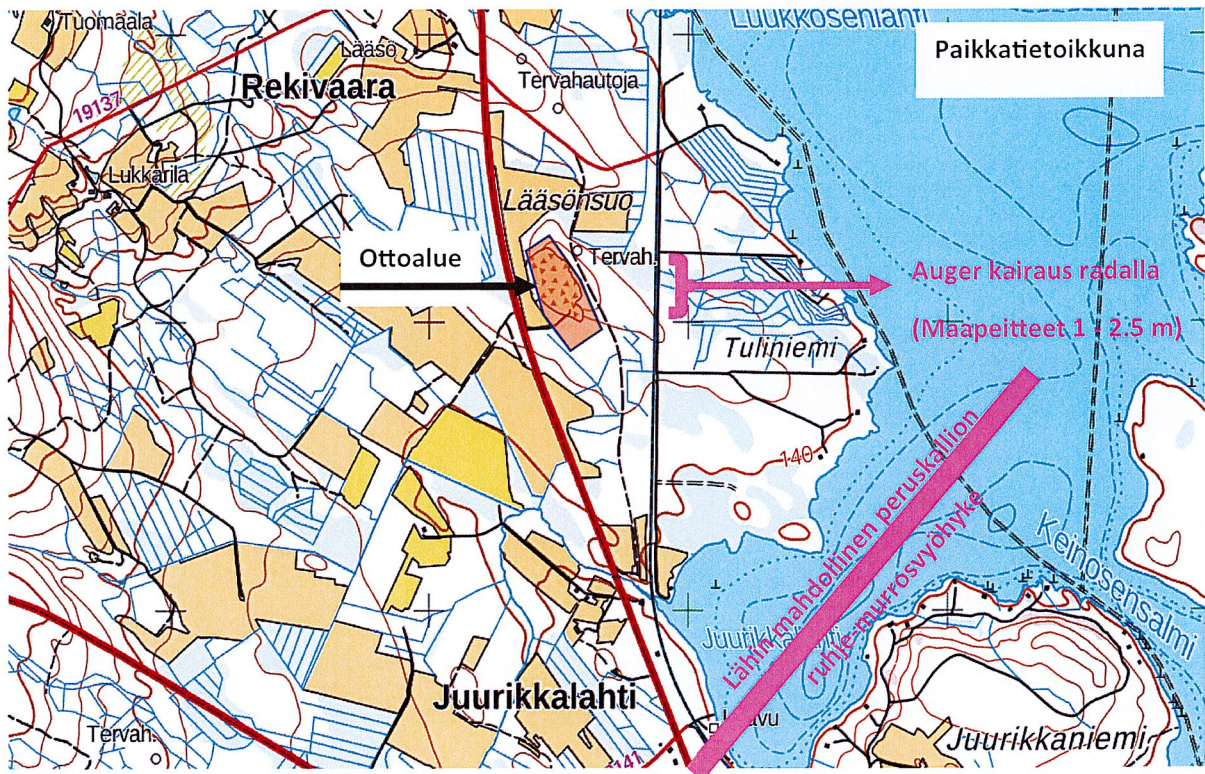 Tuomaala
Luukkosenlahti
Paikkatietoikkuna
Lääsö
Rekivaara
Tervahautoja
19137
Lukkarila
Lääsönsuo
Ottoalue
Tervah.
Auger kairaus radalla
(Maapeitteet 1 - 2.5 m)
Tuliniemi
140
Lähin mahdollinen peruskallion
ruhje-murrosvyöhyke
Keinosensalmi
Juurikkalahti
Juurikkalahti
Tervah.
Juurikkaniemi